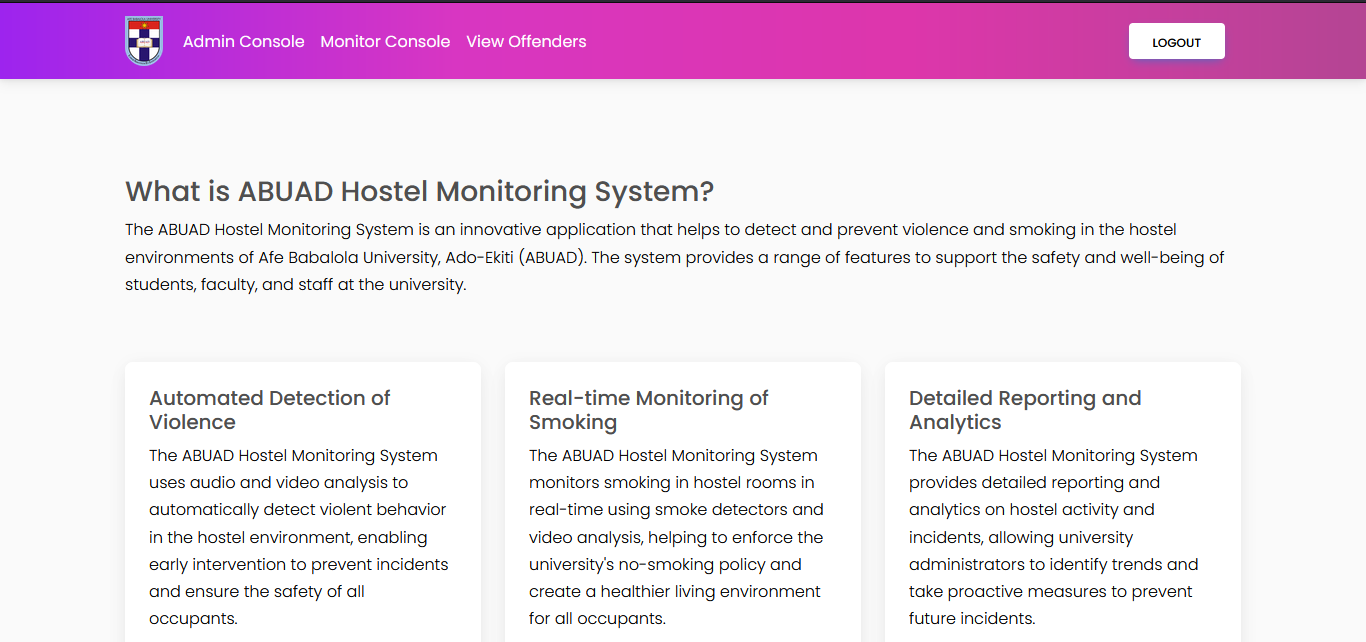 Admin Console Monitor Console View Offenders LOGOUT
What is ABUAD Hostel Monitoring System?
The ABUAD Hostel Monitoring System is an innovative application that helps to detect and prevent violence and smoking in the hostel
environments of Afe Babalola University, Ado-Ekiti (ABUAD). The system provides a range of features to support the safety and well-being of
students, faculty, and staff at the university.
Automated Detection of
Violence
The ABUAD Hostel Monitoring System
uses audio and video analysis to
automatically detect violent behavior
in the hostel environment, enabling
early intervention to prevent incidents
and ensure the safety of all
occupants.
Real-time Monitoring of
Smoking
The ABUAD Hostel Monitoring System
monitors smoking in hostel rooms in
real-time using smoke detectors and
video analysis, helping to enforce the
university's no-smoking policy and
create a healthier living environment
for all occupants.
Detailed Reporting and
Analytics
The ABUAD Hostel Monitoring System
provides detailed reporting and
analytics on hostel activity and
incidents, allowing university
administrators to identify trends and
take proactive measures to prevent
future incidents.